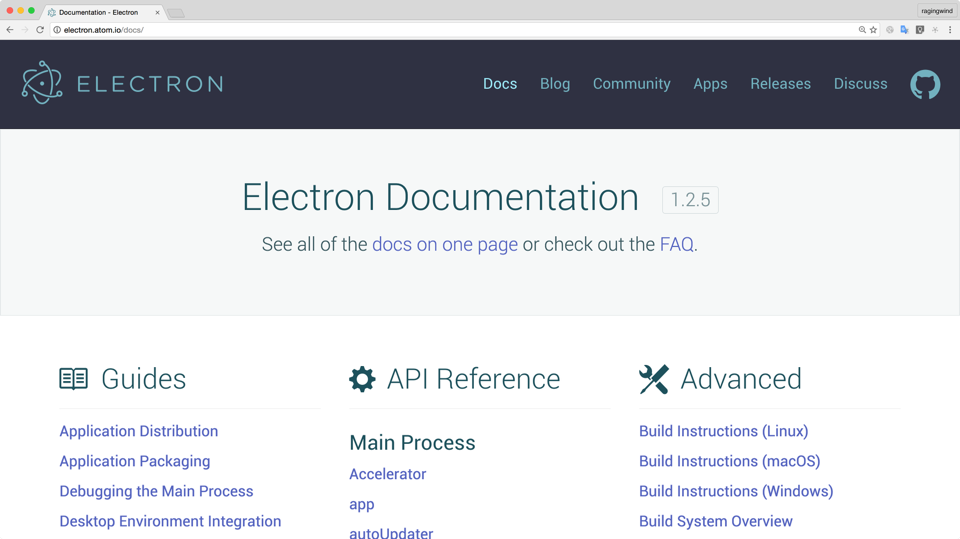 Documentation - Electron
ragingwind
electron.atom.io/docs/
ELECTRON
Docs Blog Community Apps Releases Discuss
Electron Documentation 1.2.5
See all of the docs on one page or check out the FAQ.
Guides
Application Distribution
Application Packaging
Debugging the Main Process
Desktop Environment Integration
API Reference
Main Process
Accelerator
app
autoUpdater
Advanced
Build Instructions (Linux)
Build Instructions (macOS)
Build Instructions (Windows)
Build System Overview